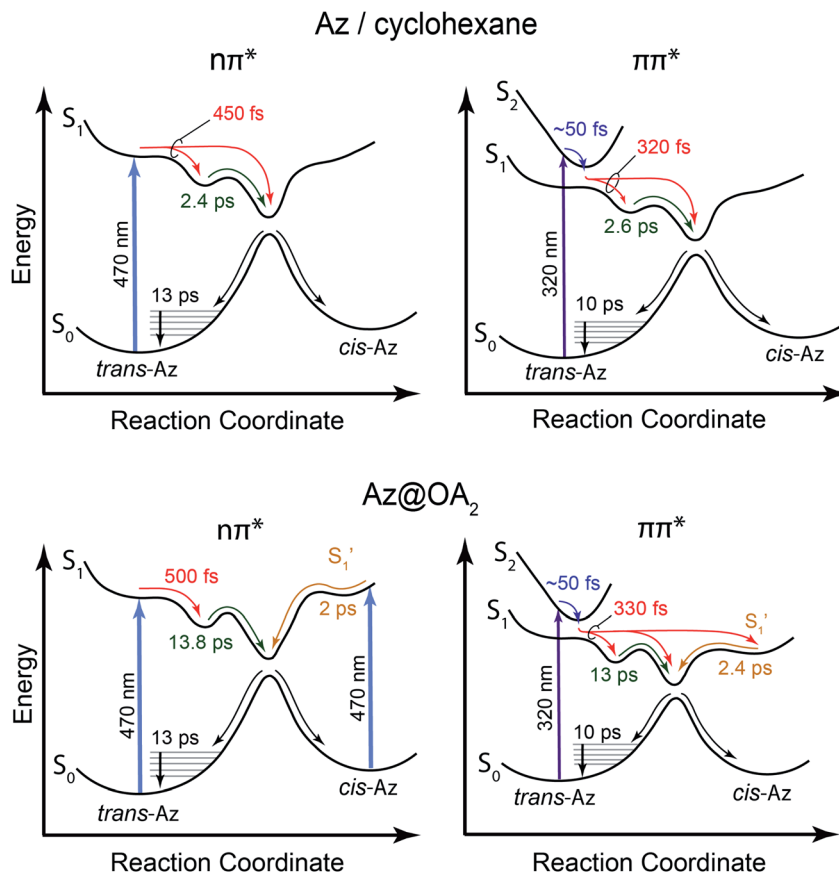 Az / cyclohexane
nπ*
ππ*
S₂
~50 fs
S₁
450 fs
2.4 ps
470 nm
13 ps
S₀
trans-Az
cis-Az
Energy
Reaction Coordinate
S₁
320 fs
2.6 ps
320 nm
10 ps
S₀
trans-Az
cis-Az
Reaction Coordinate
Az@OA₂
nπ*
ππ*
S₁
500 fs
13.8 ps
S₁'
2 ps
470 nm
470 nm
13 ps
S₀
trans-Az
cis-Az
Energy
Reaction Coordinate
S₂
~50 fs
S₁
330 fs
S₁'
13 ps
2.4 ps
320 nm
10 ps
S₀
trans-Az
cis-Az
Reaction Coordinate